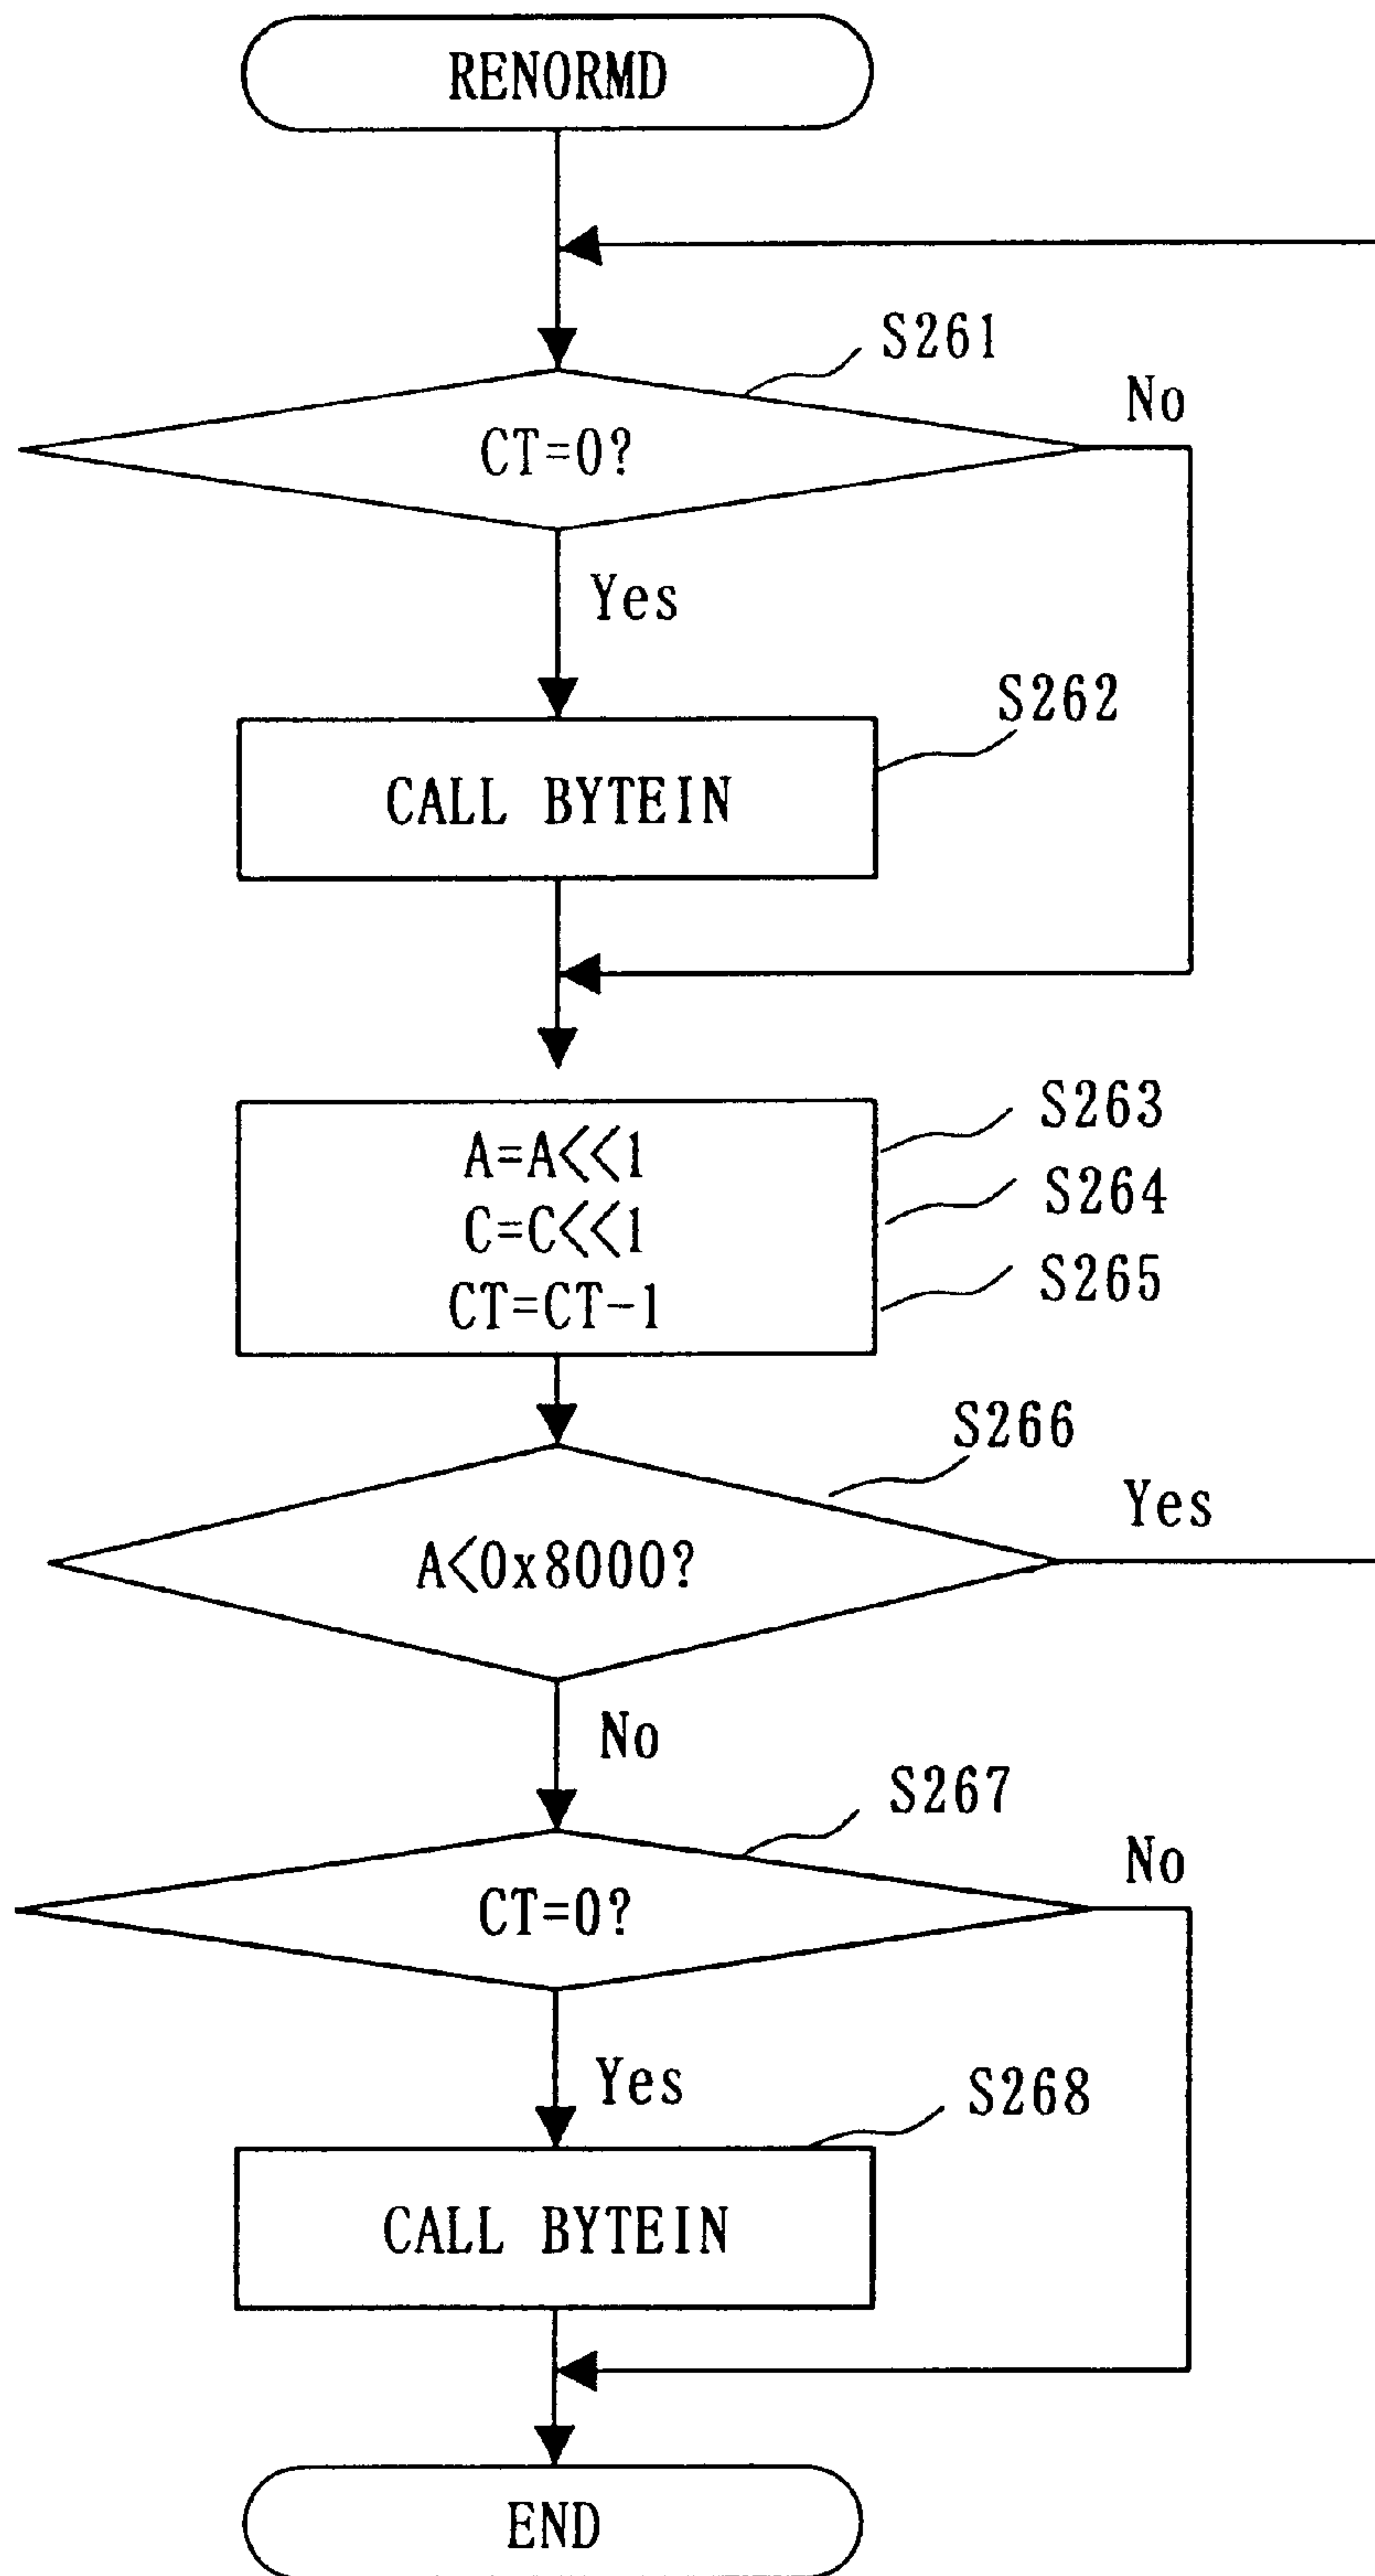 RENORMD
S261
No
CT=0?
Yes
S262
CALL BYTEIN
S263
A=A<<1
S264
C=C<<1
S265
CT=CT-1
S266
Yes
A<0x8000?
No
S267
No
CT=0?
Yes
S268
CALL BYTEIN
END